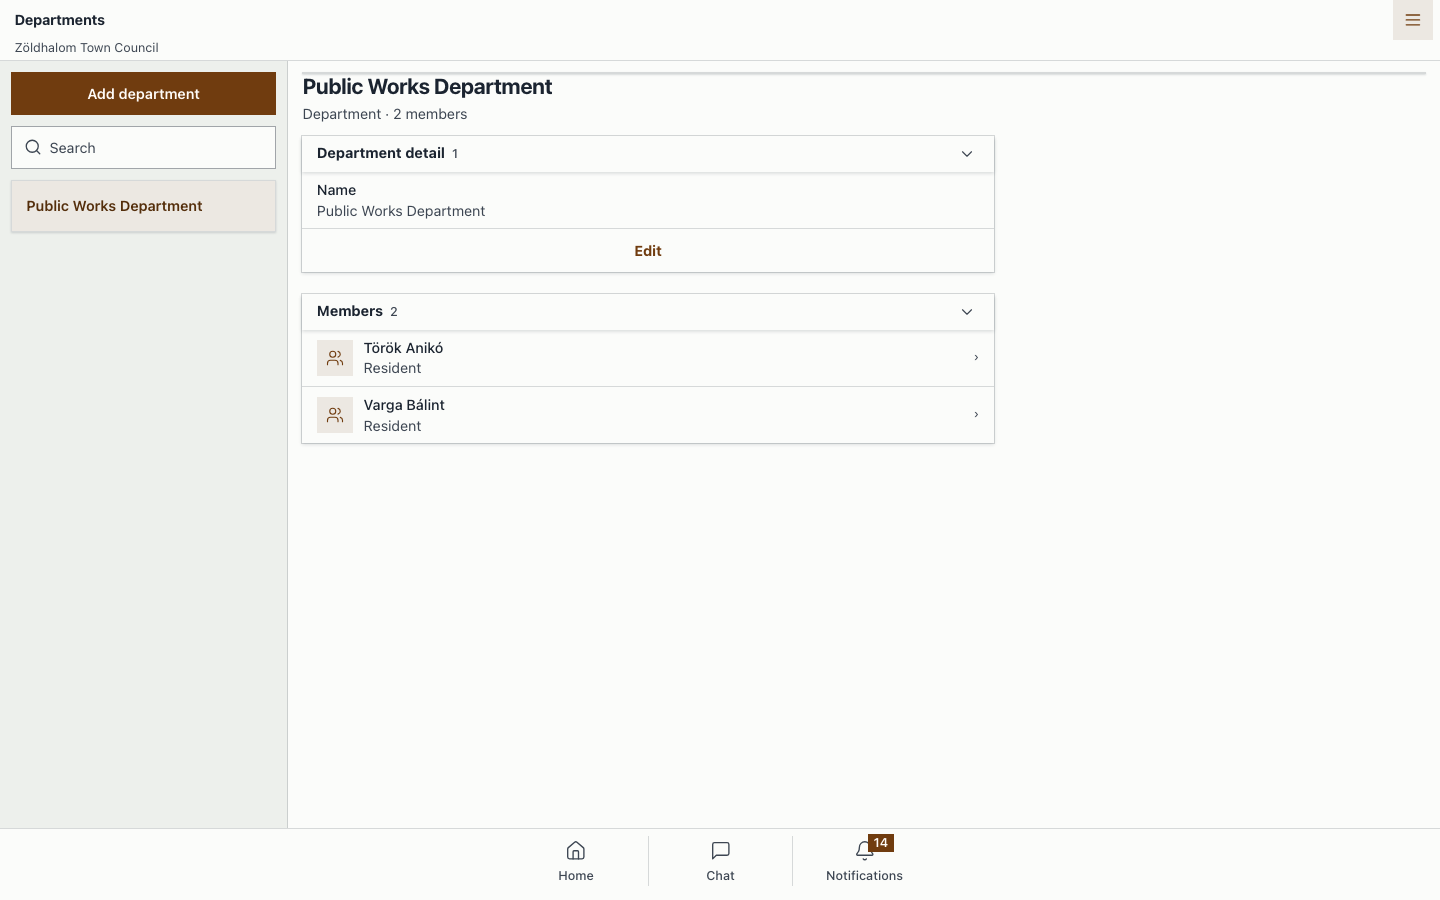 Departments
Zöldhalom Town Council
Add department
Search
Public Works Department
Public Works Department
Department · 2 members
Department detail 1
Name
Public Works Department
Edit
Members 2
Török Anikó
Resident
Varga Bálint
Resident
Home
Chat
14
Notifications